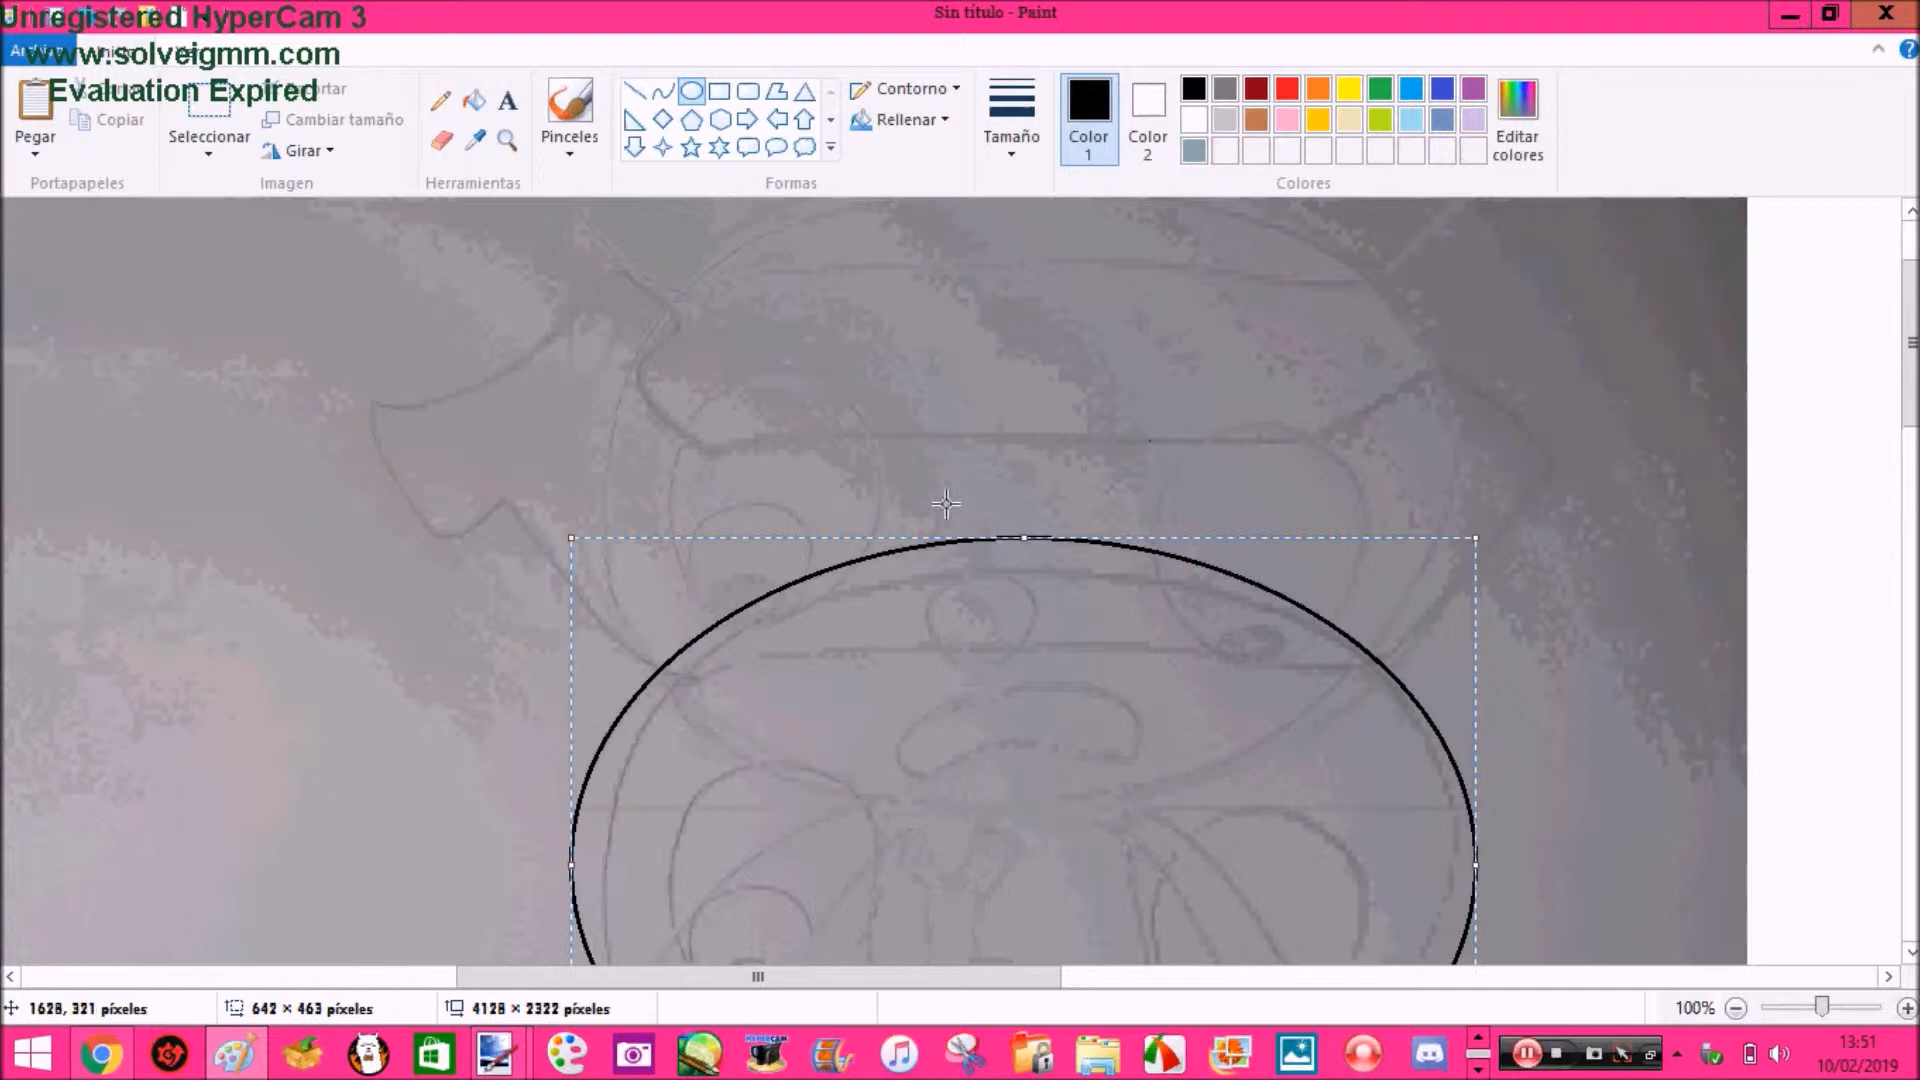 Unregistered HyperCam 3
Sin título - Paint
www.solveigmm.com
Evaluation Expired
Contorno
Copiar
Cambiar tamaño
Rellenar
Pegar
Seleccionar
Girar
Pinceles
Tamaño
Color 1
Color 2
Editar colores
Portapapeles
Imagen
Herramientas
Formas
Colores
1628, 321 píxeles
642 × 463 píxeles
4128 × 2322 píxeles
100%
13:51
10/02/2019